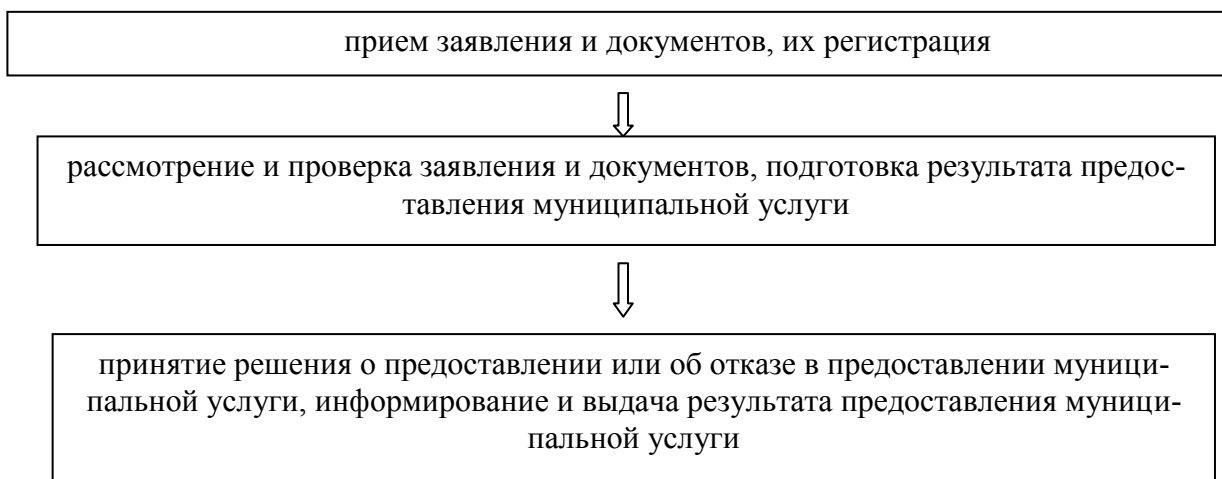 прием заявления и документов, их регистрация
рассмотрение и проверка заявления и документов, подготовка результата предос-
тавления муниципальной услуги
принятие решения о предоставлении или об отказе в предоставлении муници-
пальной услуги, информирование и выдача результата предоставления муници-
пальной услуги